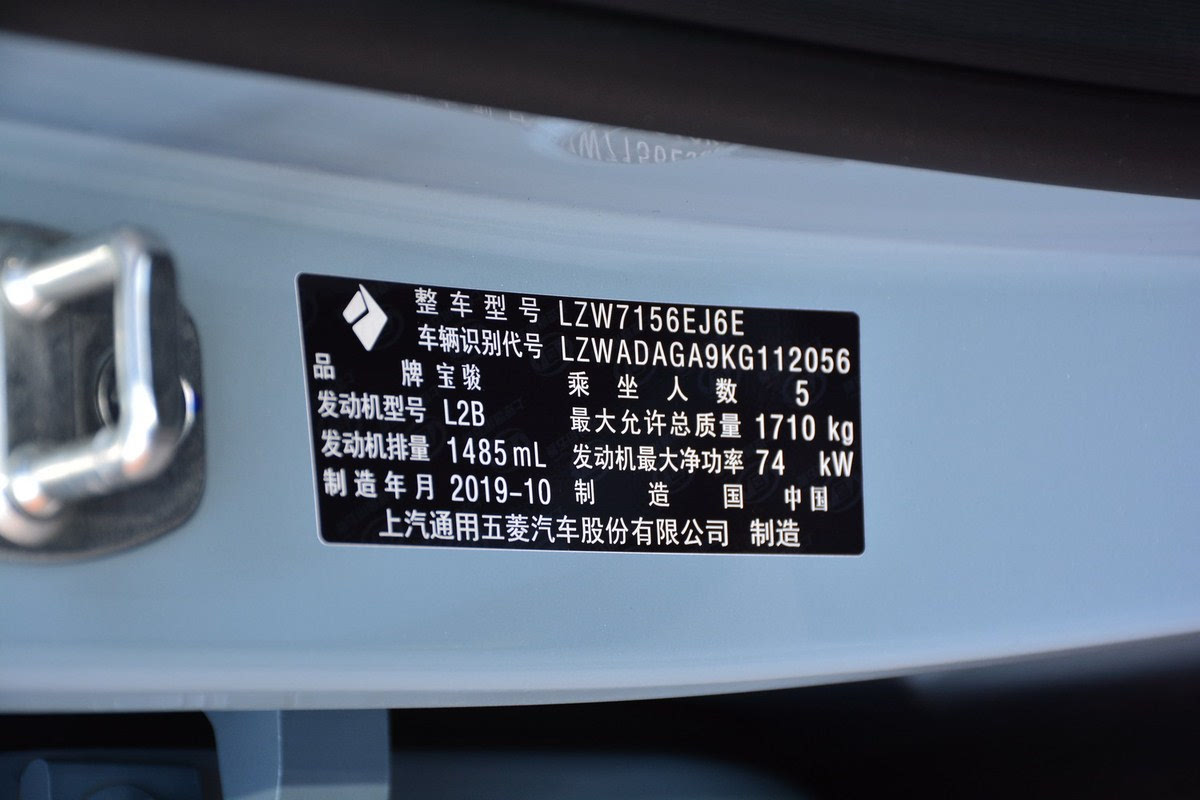 整车型号 LZW7156EJ6E
车辆识别代号 LZWADAGA9KG112056
品牌 宝骏 乘坐人数 5
发动机型号 L2B 最大允许总质量 1710 kg
发动机排量 1485 mL 发动机最大净功率 74 kW
制造年月 2019-10 制造国 中国
上汽通用五菱汽车股份有限公司 制造